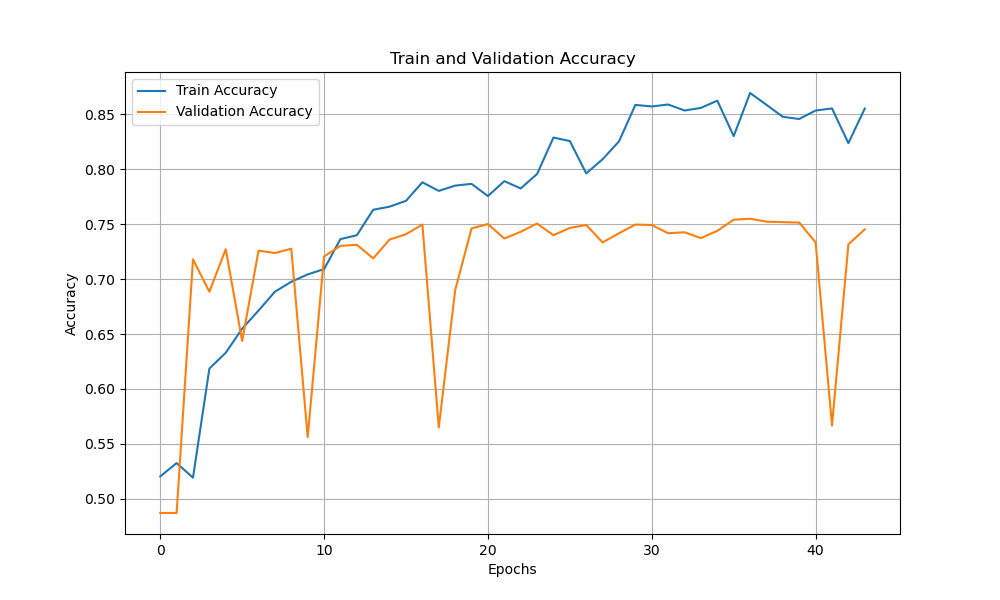 Train and Validation Accuracy
Train Accuracy
Validation Accuracy
0.85
0.80
0.75
0.70
0.65
0.60
0.55
0.50
Accuracy
0 10 20 30 40
Epochs